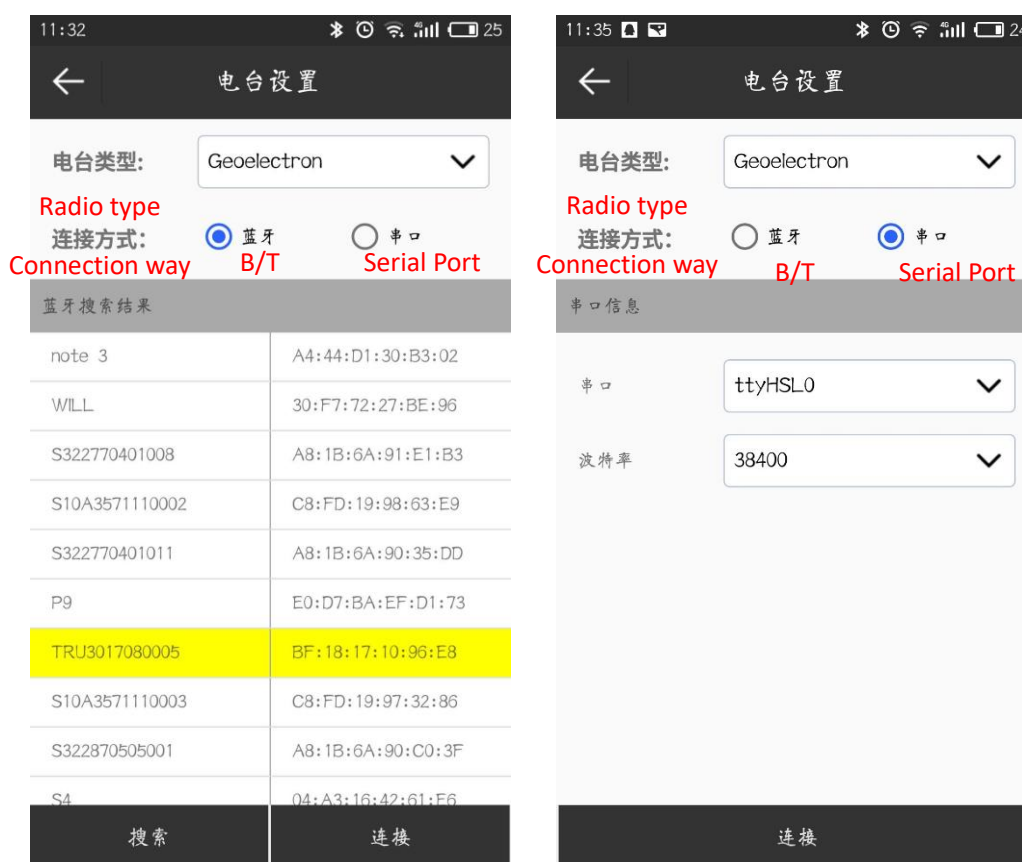 11:32
25
电台设置
电台类型:
Geoelectron
Radio type
连接方式:
蓝牙
串口
Connection way
B/T
Serial Port
蓝牙搜索结果
note 3
A4:44:D1:30:B3:02
WILL
30:F7:72:27:BE:96
S322770401008
A8:1B:6A:91:E1:B3
S10A3571110002
C8:FD:19:98:63:E9
S322770401011
A8:1B:6A:90:35:DD
P9
E0:D7:BA:EF:D1:73
TRU3017080005
BF:18:17:10:96:E8
S10A3571110003
C8:FD:19:97:32:86
S322870505001
A8:1B:6A:90:C0:3F
S4
04:A3:16:42:61:E6
搜索
连接
11:35
24
电台设置
电台类型:
Geoelectron
Radio type
连接方式:
蓝牙
串口
Connection way
B/T
Serial Port
串口信息
串口
ttyHSL0
波特率
38400
连接